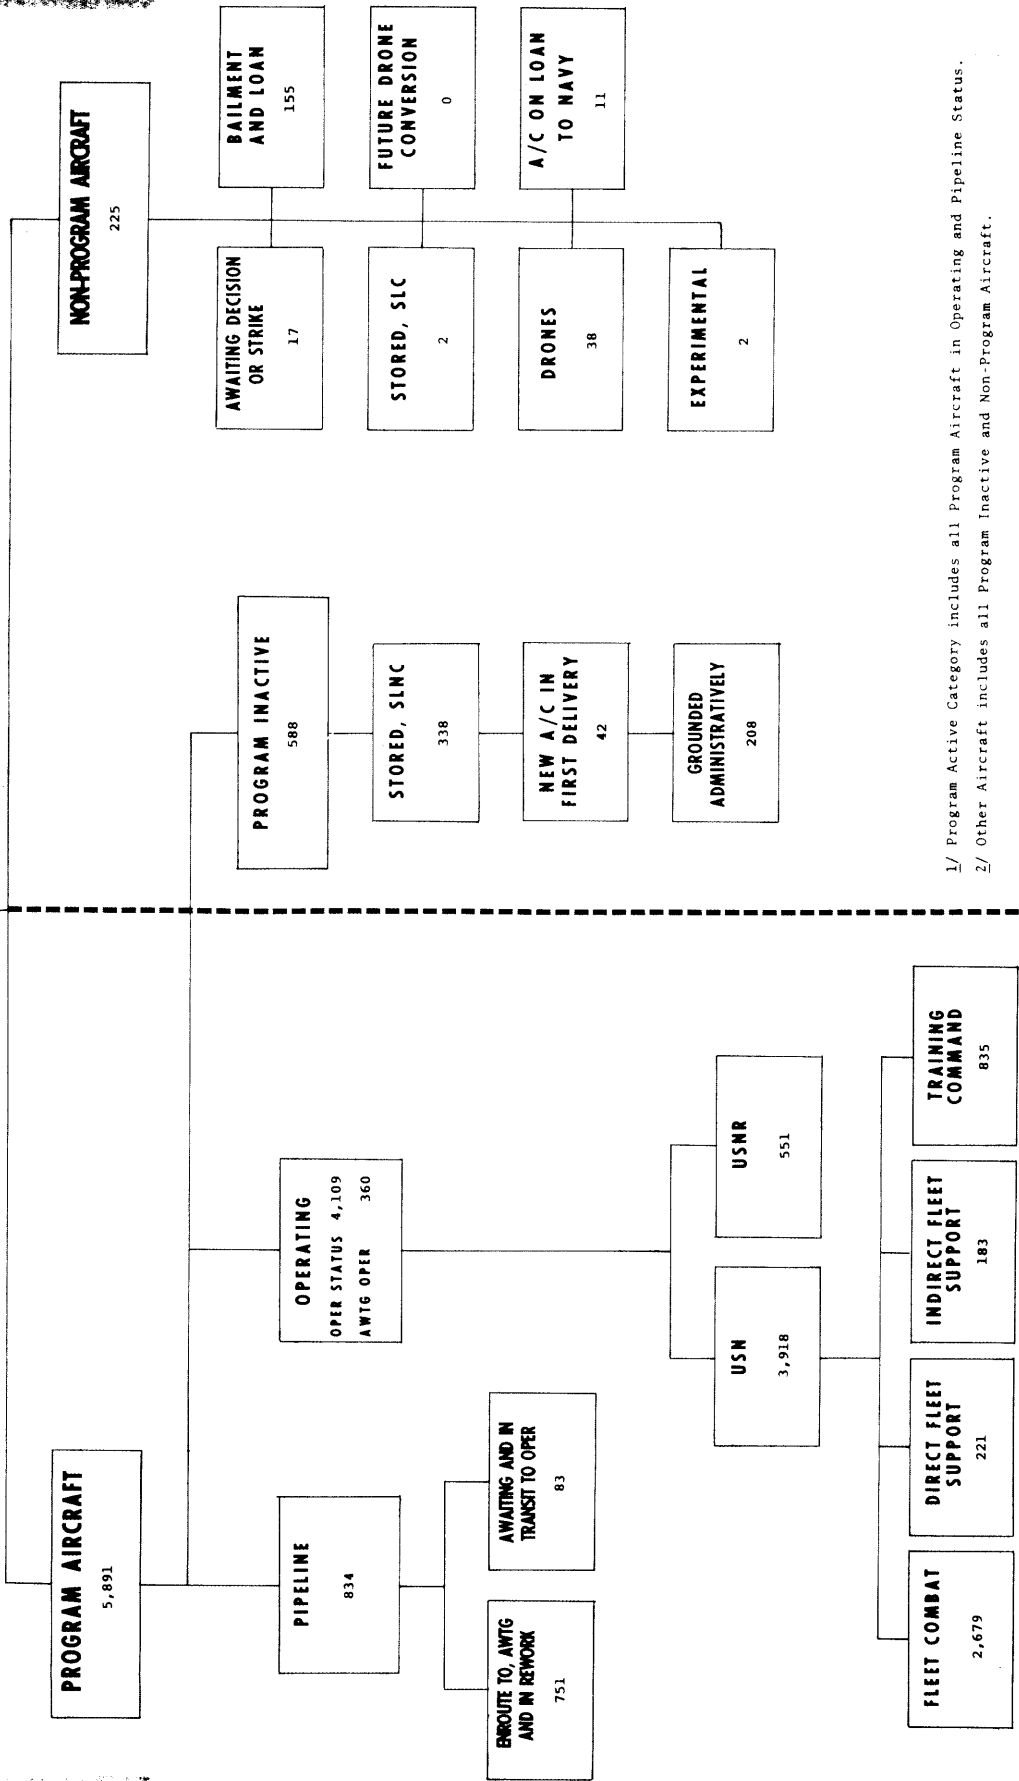 PROGRAM AIRCRAFT
5,891
NON-PROGRAM AIRCRAFT
225
PIPELINE
834
OPERATING
OPER STATUS 4,109
AWTG OPER 360
PROGRAM INACTIVE
588
ENROUTE TO, AWTG
AND IN REWORK
751
AWAITING AND IN
TRANSIT TO OPER
83
USN
3,918
USNR
551
FLEET COMBAT
2,679
DIRECT FLEET
SUPPORT
221
INDIRECT FLEET
SUPPORT
183
TRAINING
COMMAND
835
STORED, SLNC
338
NEW A/C IN
FIRST DELIVERY
42
GROUNDED
ADMINISTRATIVELY
208
AWAITING DECISION
OR STRIKE
17
BAILMENT
AND LOAN
155
STORED, SLC
2
FUTURE DRONE
CONVERSION
0
DRONES
38
A/C ON LOAN
TO NAVY
11
EXPERIMENTAL
2
1/ Program Active Category includes all Program Aircraft in Operating and Pipeline Status.
2/ Other Aircraft includes all Program Inactive and Non-Program Aircraft.